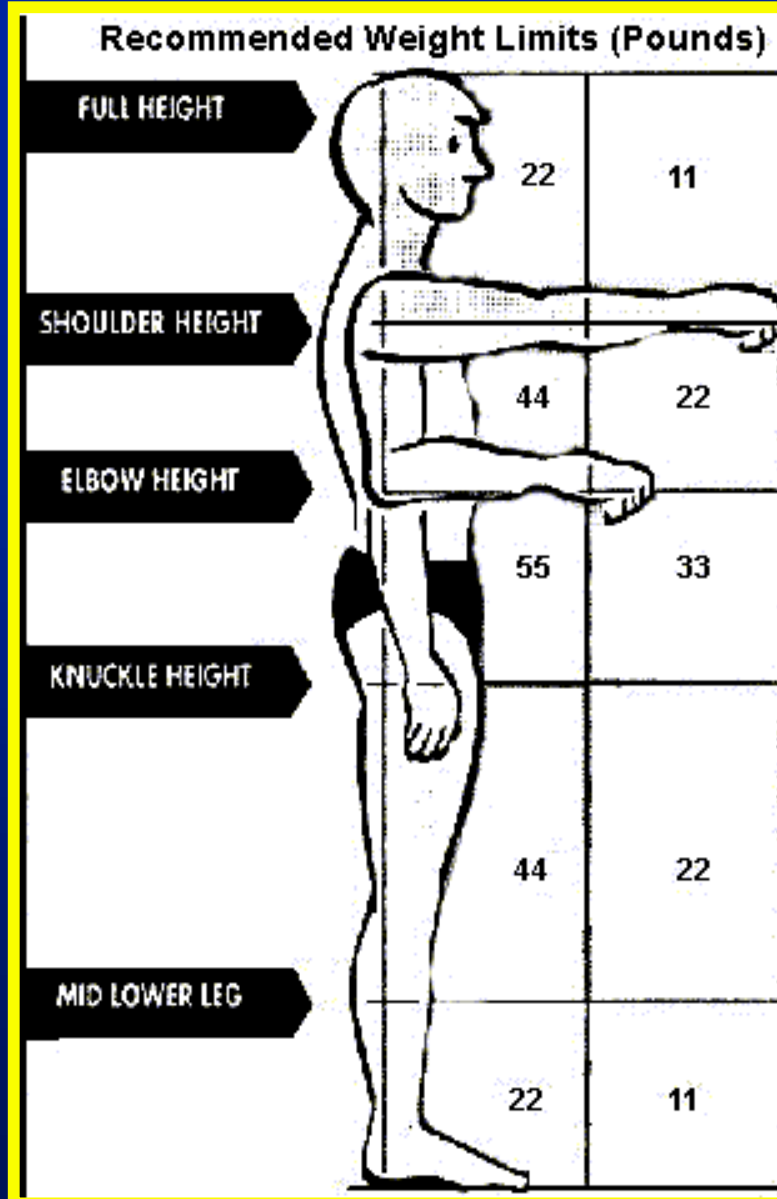 Recommended Weight Limits (Pounds)
FULL HEIGHT
22 11
SHOULDER HEIGHT
44 22
ELBOW HEIGHT
55 33
KNUCKLE HEIGHT
44 22
MID LOWER LEG
22 11